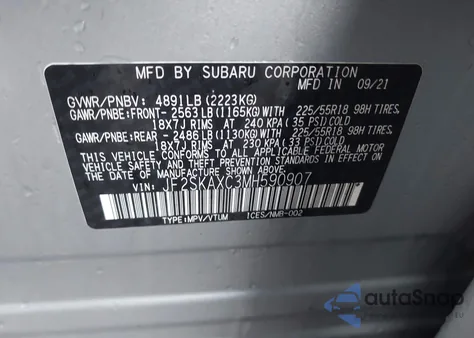 MFD BY SUBARU CORPORATION
MFD IN 09/21
GVWR/PNBV: 4891LB(2223KG)
GAWR/PNBE:FRONT- 2563LB(1165KG)WITH 225/55R18 98H TIRES,
18X7J RIMS AT 240 KPA(35 PSI)COLD
GAWR/PNBE:REAR - 2486LB(1130KG)WITH 225/55R18 98H TIRES,
18X7J RIMS AT 230 KPA(33 PSI)COLD
THIS VEHICLE CONFORMS TO ALL APPLICABLE FEDERAL MOTOR
VEHICLE SAFETY, BUMPER, AND THEFT PREVENTION STANDARDS
IN EFFECT ON THE DATE OF MANUFACTURE SHOWN ABOVE.
VIN: JF2SKAXC3MH590907
TYPE:MPV/VTUM 1CES/NMB-002
autoSnap